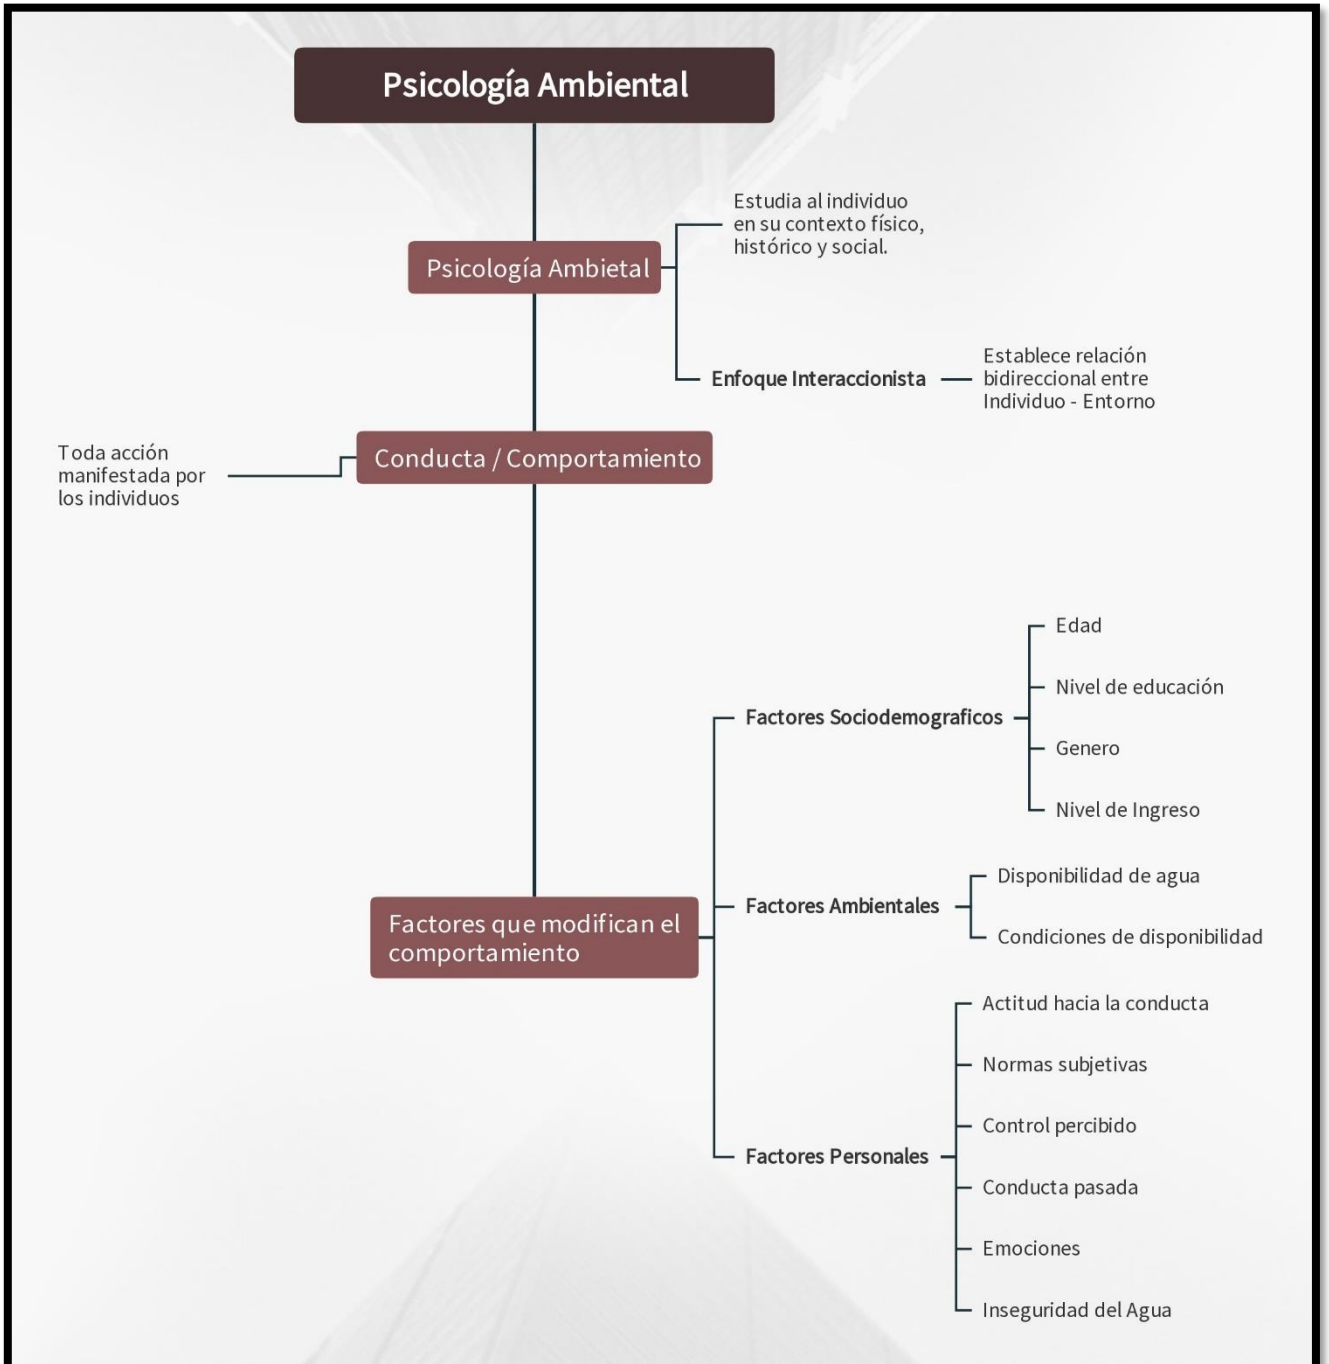 Psicología Ambiental
Psicología Ambietal
Estudia al individuo
en su contexto físico,
histórico y social.
Enfoque Interaccionista
Establece relación
bidireccional entre
Individuo - Entorno
Conducta / Comportamiento
Toda acción
manifestada por
los individuos
Factores que modifican el
comportamiento
Factores Sociodemograficos
Edad
Nivel de educación
Genero
Nivel de Ingreso
Factores Ambientales
Disponibilidad de agua
Condiciones de disponibilidad
Factores Personales
Actitud hacia la conducta
Normas subjetivas
Control percibido
Conducta pasada
Emociones
Inseguridad del Agua